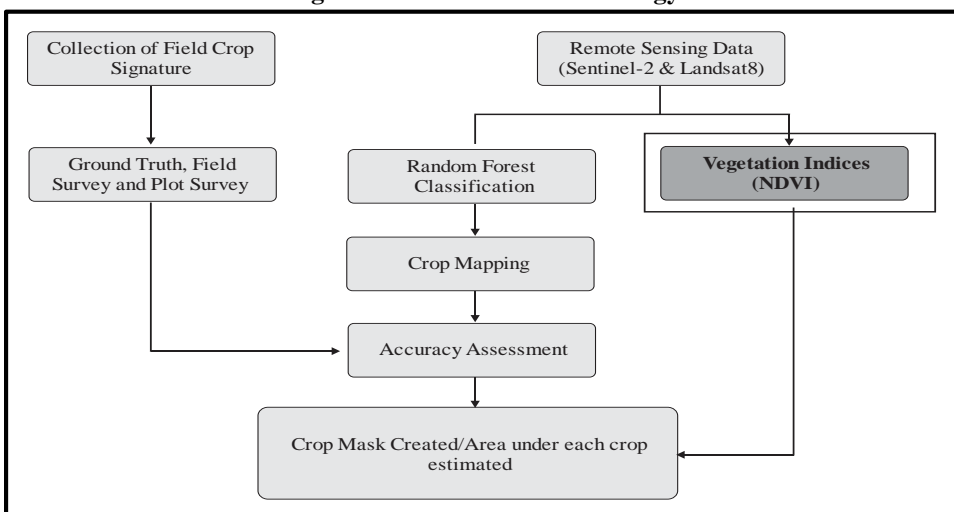 Collection of Field Crop
Signature
Remote Sensing Data
(Sentinel-2 & Landsat8)
Ground Truth, Field
Survey and Plot Survey
Random Forest
Classification
Vegetation Indices
(NDVI)
Crop Mapping
Accuracy Assessment
Crop Mask Created/Area under each crop
estimated